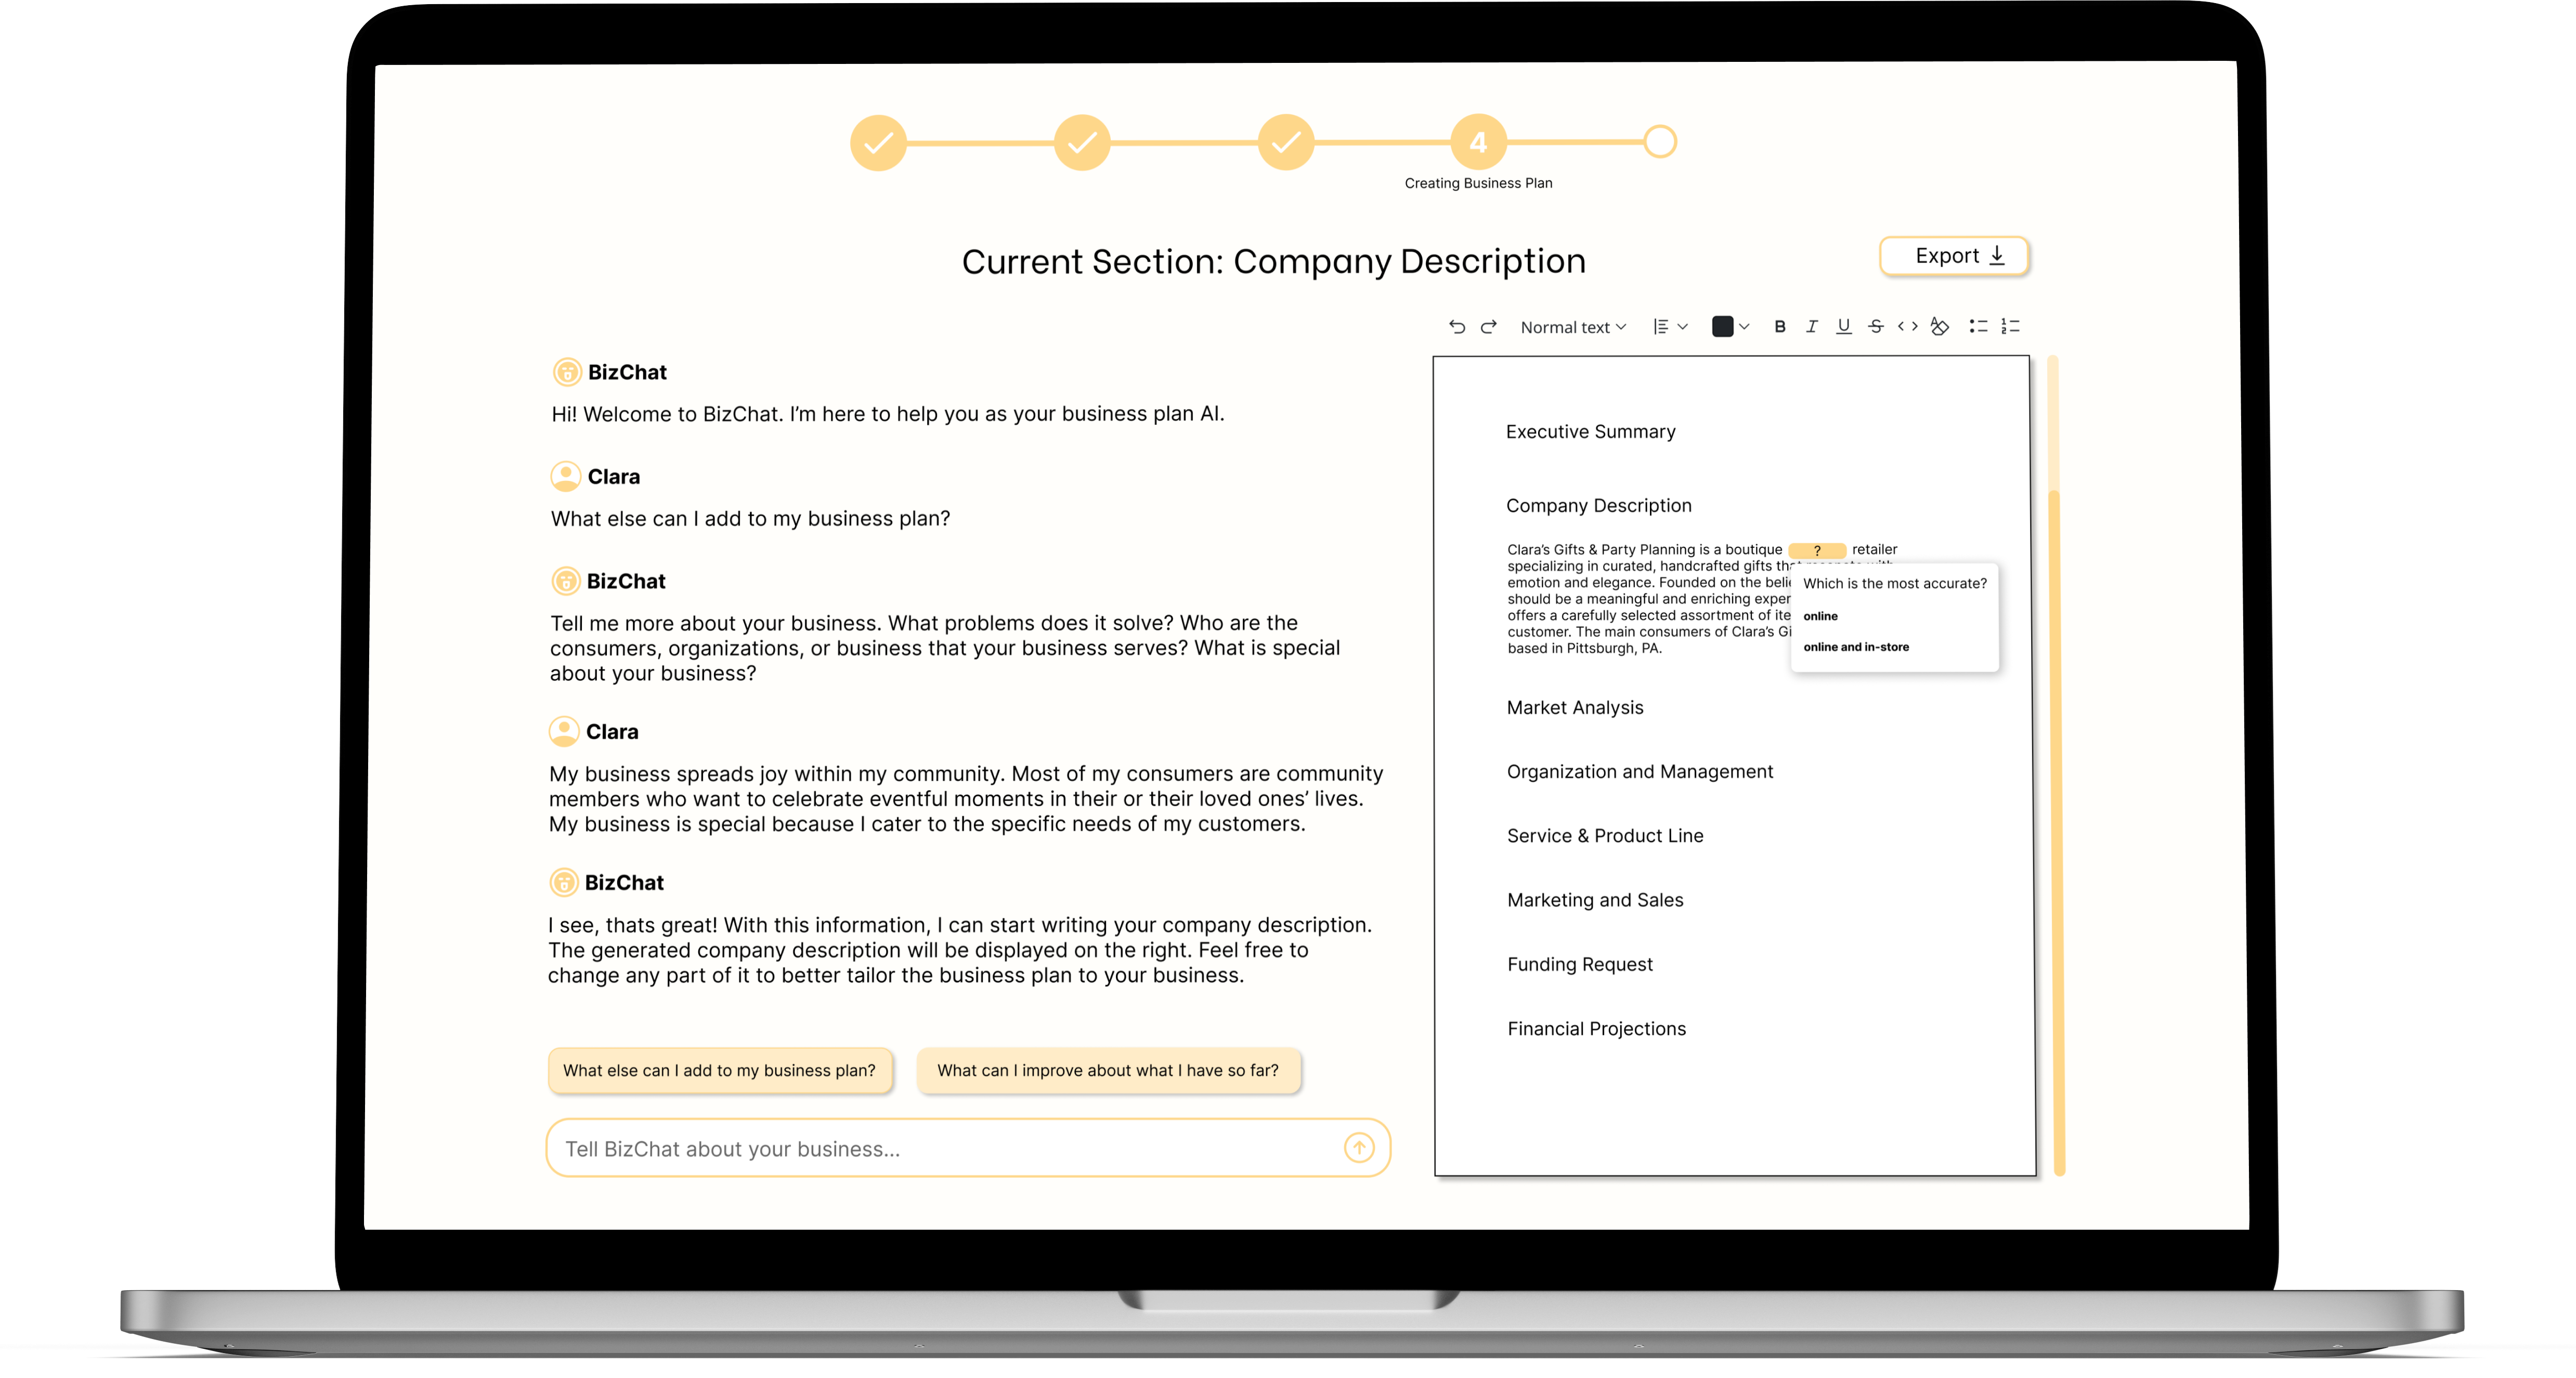 4
Creating Business Plan
Current Section: Company Description
Export
Normal text
B I U S
BizChat
Hi! Welcome to BizChat. I’m here to help you as your business plan AI.
Clara
What else can I add to my business plan?
BizChat
Tell me more about your business. What problems does it solve? Who are the
consumers, organizations, or business that your business serves? What is special
about your business?
Clara
My business spreads joy within my community. Most of my consumers are community
members who want to celebrate eventful moments in their or their loved ones’ lives.
My business is special because I cater to the specific needs of my customers.
BizChat
I see, thats great! With this information, I can start writing your company description.
The generated company description will be displayed on the right. Feel free to
change any part of it to better tailor the business plan to your business.
What else can I add to my business plan?
What can I improve about what I have so far?
Tell BizChat about your business...
Executive Summary
Company Description
Clara’s Gifts & Party Planning is a boutique ? retailer
specializing in curated, handcrafted gifts
emotion and elegance. Founded on the
should be a meaningful and enriching
offers a carefully selected assortment of
customer. The main consumers of Clara’s
based in Pittsburgh, PA.
Which is the most accurate?
online
online and in-store
Market Analysis
Organization and Management
Service & Product Line
Marketing and Sales
Funding Request
Financial Projections